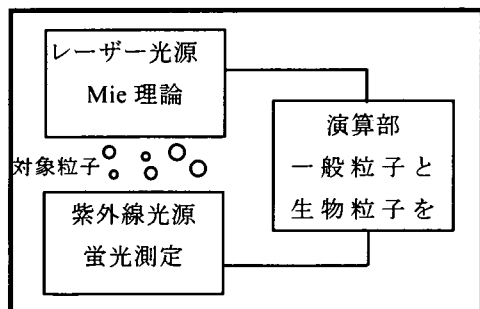 レーザー光源
Mie 理論
対象粒子
紫外線光源
蛍光測定
演算部
一般粒子と
生物粒子を